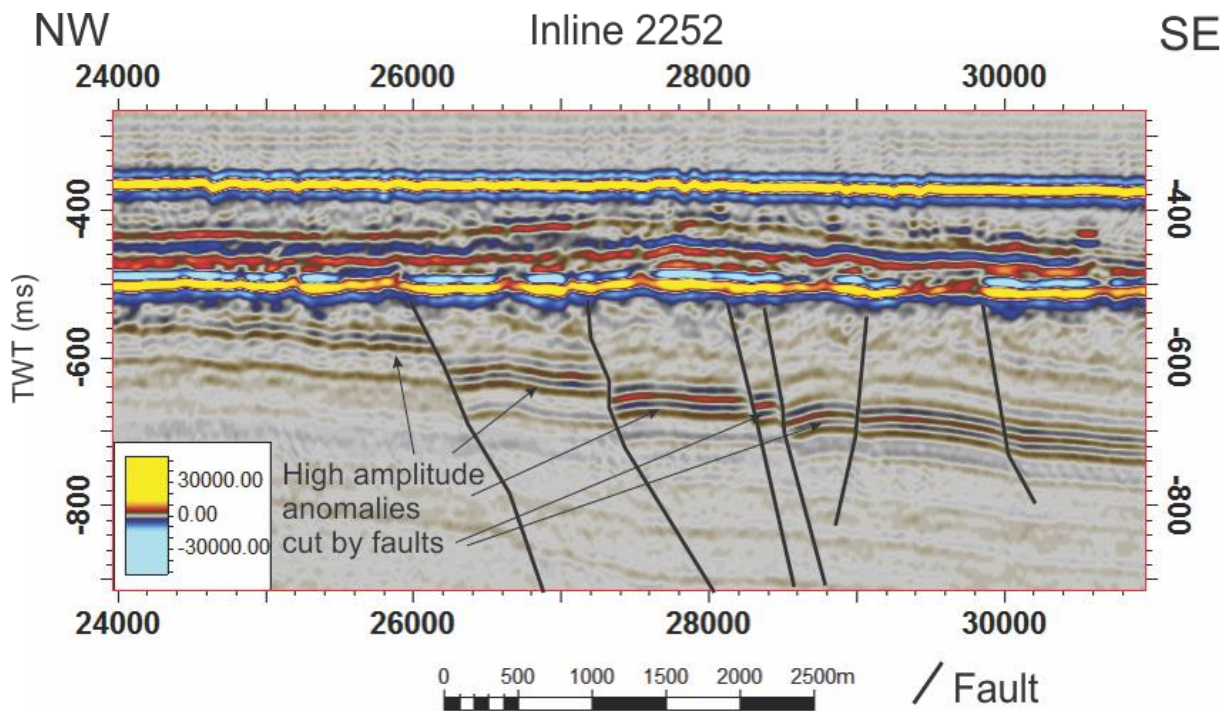 NW Inline 2252 SE
24000 26000 28000 30000
-400 -400
TWT (ms)
-600 -600
-800 -800
30000.00
0.00
-30000.00
High amplitude
anomalies
cut by faults
24000 26000 28000 30000
0 500 1000 1500 2000 2500m
Fault